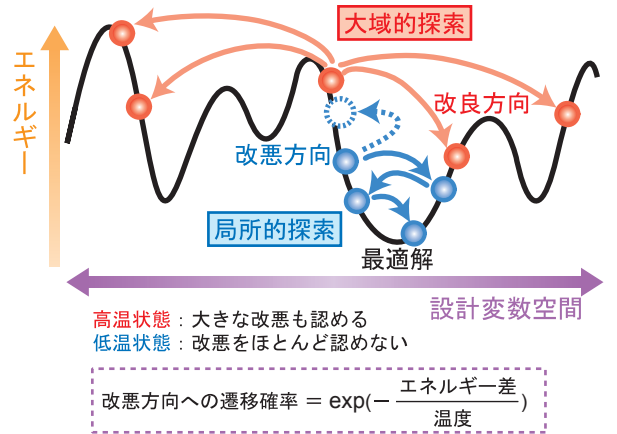 大域的探索
エネルギー
改良方向
改悪方向
局所的探索
最適解
設計変数空間
高温状態：大きな改悪も認める
低温状態：改悪をほとんど認めない
改悪方向への遷移確率 = exp(− エネルギー差 / 温度 )